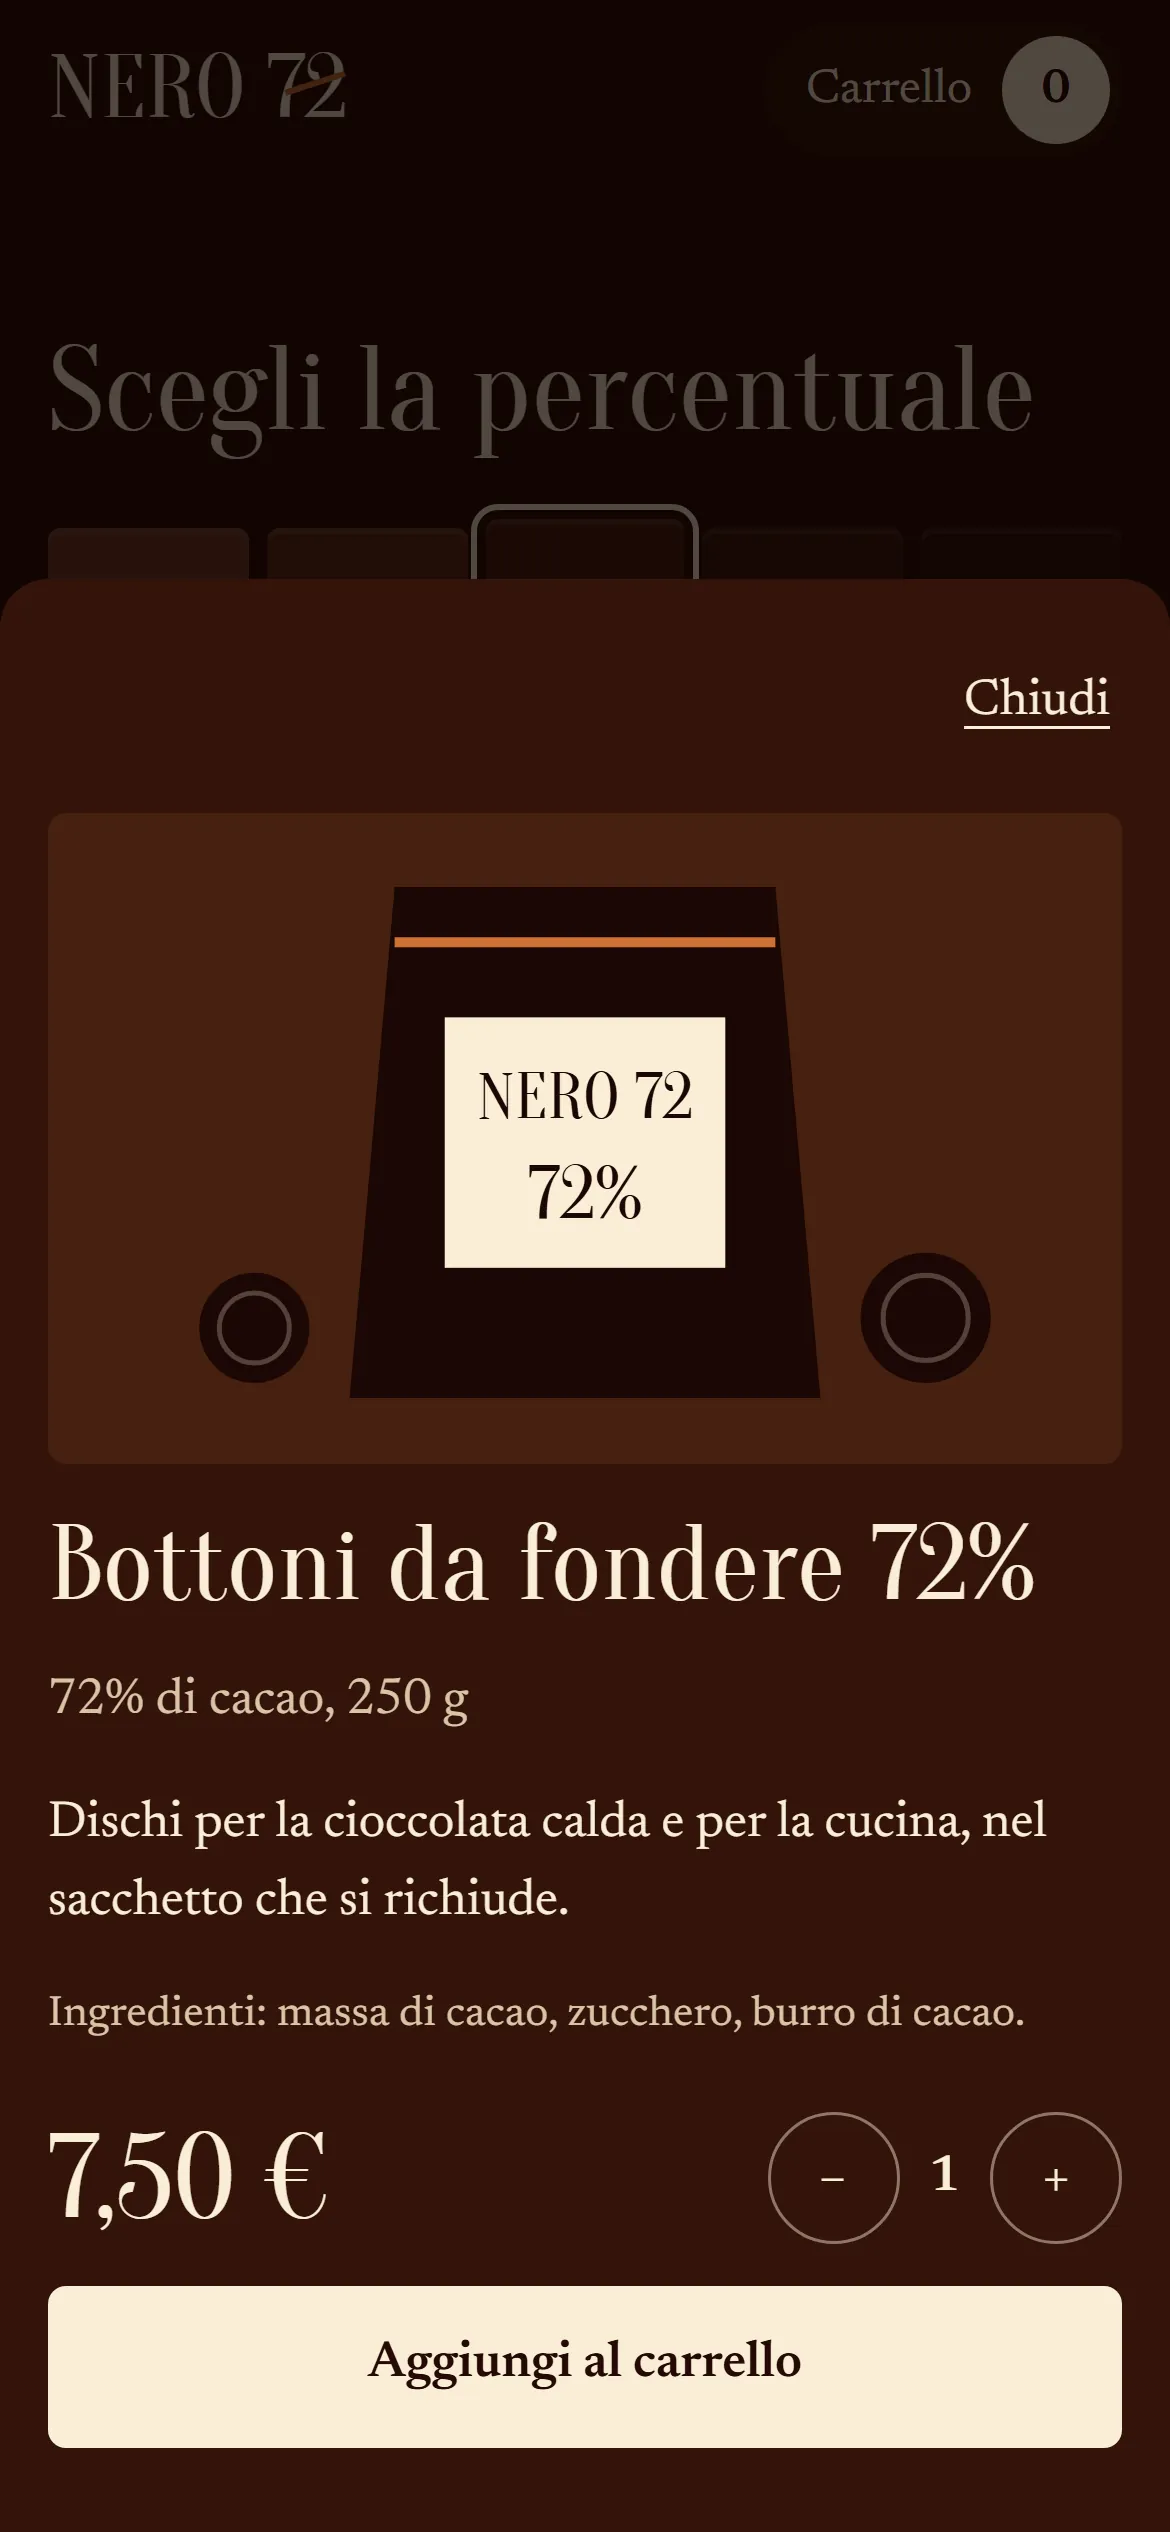 NERO 72
Carrello 0
Scegli la percentuale
Chiudi
NERO 72
72%
Bottoni da fondere 72%
72% di cacao, 250 g
Dischi per la cioccolata calda e per la cucina, nel
sacchetto che si richiude.
Ingredienti: massa di cacao, zucchero, burro di cacao.
7,50 €
− 1 +
Aggiungi al carrello